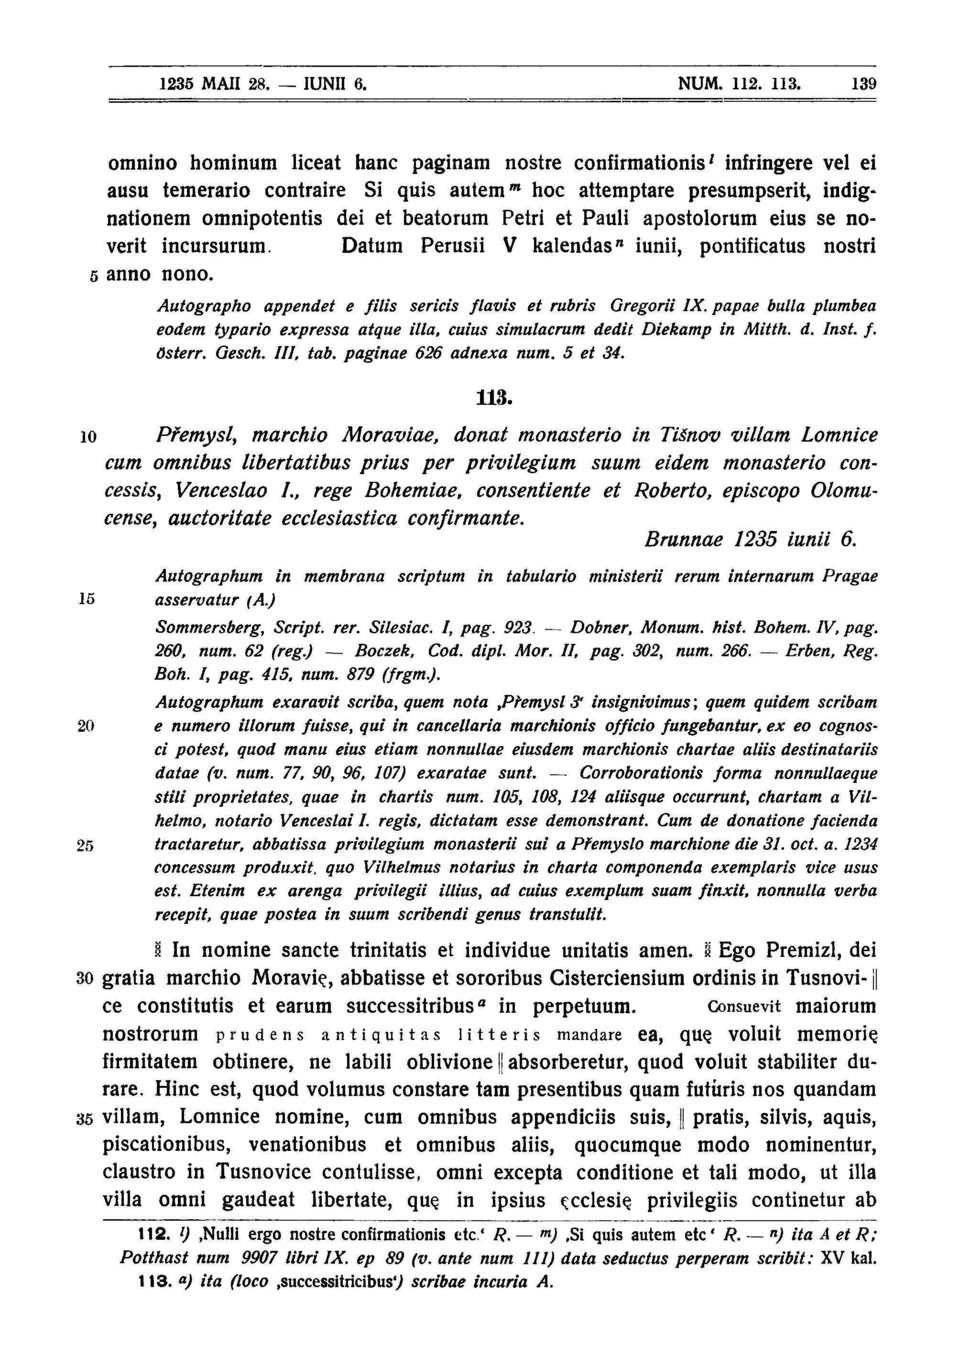 1235 MAII 28. — IUNII 6. NUM. 112. 113. 139
omnino hominum liceat hanc paginam nostre confirmationis l infringere vel ei
ausu temerario contraire Si quis autem m hoc attemptare presumpserit, indig-
nationem omnipotentis dei et beatorum Petri et Pauli apostolorum eius se no-
verit incursurum. Datum Perusii V kalendas n iunii, pontificatus nostri
5 anno nono.
Autographo appendet e filis sericis flavis et rubris Gregorii IX. papae bulla plumbea
eodem typario expressa atque illa, cuius simulacrum dedit Diekamp in Mitth. d. Inst. f.
österr. Gesch. III, tab. paginae 626 adnexa num. 5 et 34.
113.
10 Přemysl, marchio Moraviae, donat monasterio in Tišnov villam Lomnice
cum omnibus libertatibus prius per privilegium suum eidem monasterio con-
cessis, Venceslao I., rege Bohemiae, consentiente et Roberto, episcopo Olomu-
cense, auctoritate ecclesiastica confirmante.
Brunnae 1235 iunii 6.
Autographum in membrana scriptum in tabulario ministerii rerum internarum Pragae
15 asservatur (A.)
Sommersberg, Script. rer. Silesiac. I, pag. 923. — Dobner, Monum. hist. Bohem. IV, pag.
260, num. 62 (reg.) — Boczek, Cod. dipl. Mor. II, pag. 302, num. 266. — Erben, Reg.
Boh. I, pag. 415, num. 879 (frgm.).
Autographum exaravit scriba, quem nota ‚Přemysl 3‘ insignivimus; quem quidem scribam
20 e numero illorum fuisse, qui in cancellaria marchionis officio fungebantur, ex eo cognos-
ci potest, quod manu eius etiam nonnullae eiusdem marchionis chartae aliis destinatariis
datae (v. num. 77, 90, 96, 107) exaratae sunt. — Corroborationis forma nonnullaeque
stili proprietates, quae in chartis num. 105, 108, 124 aliisque occurrunt, chartam a Vil-
helmo, notario Venceslai I. regis, dictatam esse demonstrant. Cum de donatione facienda
25 tractaretur, abbatissa privilegium monasterii sui a Přemyslo marchione die 31. oct. a. 1234
concessum produxit, quo Vilhelmus notarius in charta componenda exemplaris vice usus
est. Etenim ex arenga privilegii illius, ad cuius exemplum suam finxit, nonnulla verba
recepit, quae postea in suum scribendi genus transtulit.
In nomine sancte trinitatis et individue unitatis amen. Ego Premizl, dei
30 gratia marchio Moravię, abbatisse et sororibus Cisterciensium ordinis in Tusnovi- ||
ce constitutis et earum successitribus a in perpetuum. Consuevit maiorum
nostrorum prudens antiquitas litteris mandare ea, quę voluit memorię
firmitatem obtinere, ne labili oblivione || absorberetur, quod voluit stabiliter du-
rare. Hinc est, quod volumus constare tam presentibus quam futuris nos quandam
35 villam, Lomnice nomine, cum omnibus appendiciis suis, || pratis, silvis, aquis,
piscationibus, venationibus et omnibus aliis, quocumque modo nominentur,
claustro in Tusnovice contulisse, omni excepta conditione et tali modo, ut illa
villa omni gaudeat libertate, quę in ipsius ęcclesię privilegiis continetur ab
112. l) ‚Nulli ergo nostre confirmationis etc.‘ R. — m) ‚Si quis autem etc‘ R. — n) ita A et R;
Potthast num 9907 libri IX. ep 89 (v. ante num 111) data seductus perperam scribit: XV kal.
113. a) ita (loco ‚successitricibus‘) scribae incuria A.